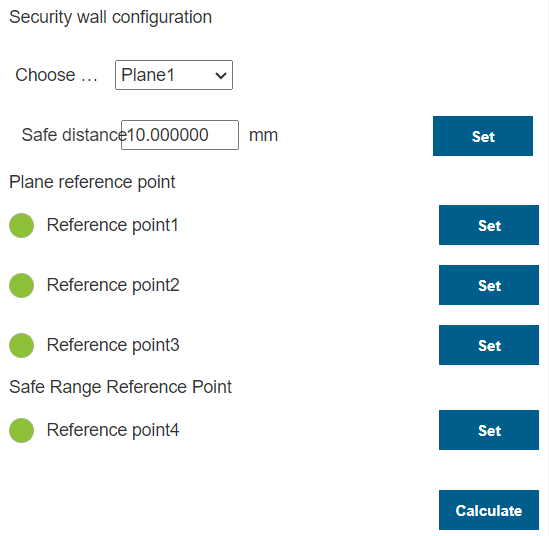 Security wall configuration
Choose … Plane1
Safe distance 10.000000 mm Set
Plane reference point
Reference point1 Set
Reference point2 Set
Reference point3 Set
Safe Range Reference Point
Reference point4 Set
Calculate